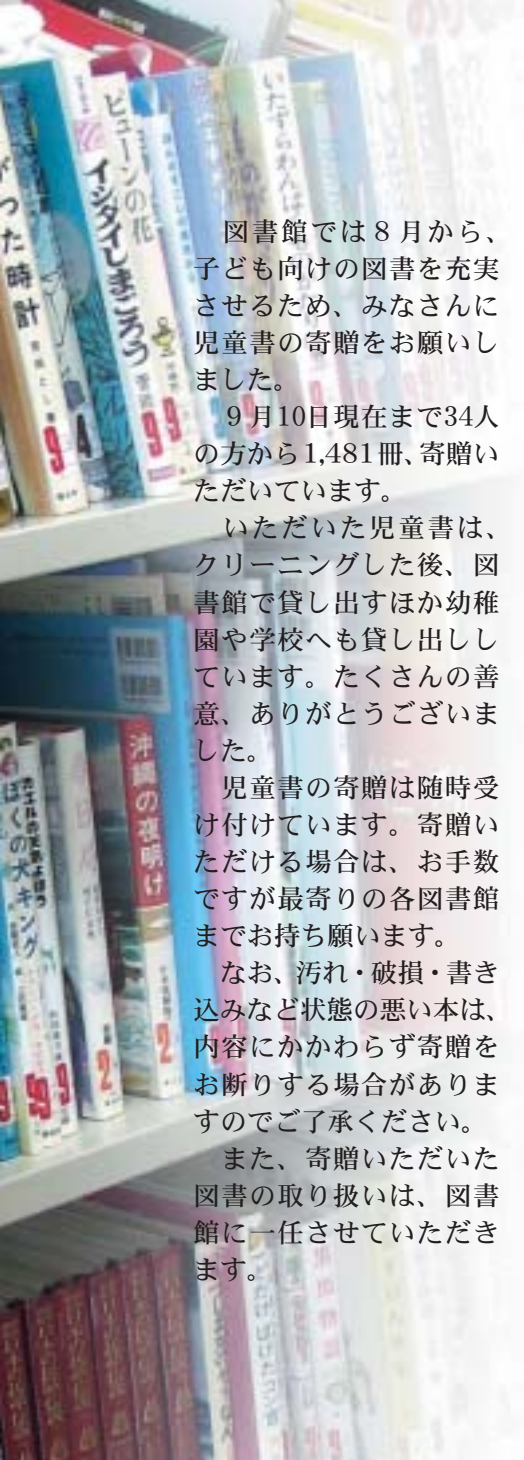 図書館では８月から、
子ども向けの図書を充実
させるため、みなさんに
児童書の寄贈をお願いし
ました。
９月10日現在まで34人
の方から1,481冊、寄贈い
ただいています。
いただいた児童書は、
クリーニングした後、図
書館で貸し出すほか幼稚
園や学校へも貸し出しし
ています。たくさんの善
意、ありがとうございま
した。
児童書の寄贈は随時受
け付けています。寄贈い
ただける場合は、お手数
ですが最寄りの各図書館
までお持ち願います。
なお、汚れ・破損・書き
込みなど状態の悪い本は、
内容にかかわらず寄贈を
お断りする場合がありま
すのでご了承ください。
また、寄贈いただいた
図書の取り扱いは、図書
館に一任させていただき
ます。
った時計
9
4
ピューンの花
イシダイしまごろう
99
いたずらわんぱ
ぼくの犬キング
9
59
9
2
沖縄の夜明け
2